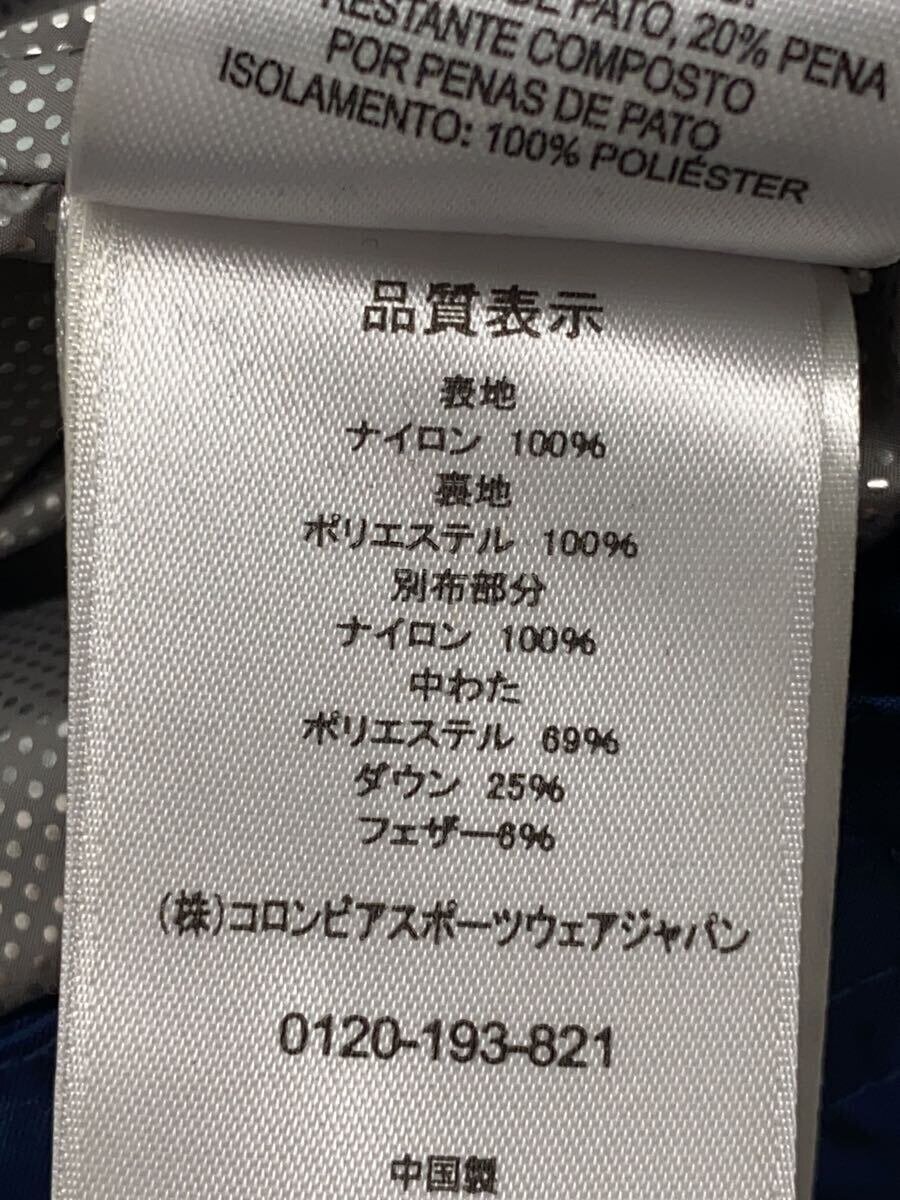 DE PATO, 20% PENA
RESTANTE COMPOSTO
POR PENAS DE PATO
ISOLAMENTO: 100% POLIÉSTER
品質表示
表地
ナイロン 100%
裏地
ポリエステル 100%
別布部分
ナイロン 100%
中わた
ポリエステル 69%
ダウン 25%
フェザー6%
(株)コロンビアスポーツウェアジャパン
0120-193-821
中国製